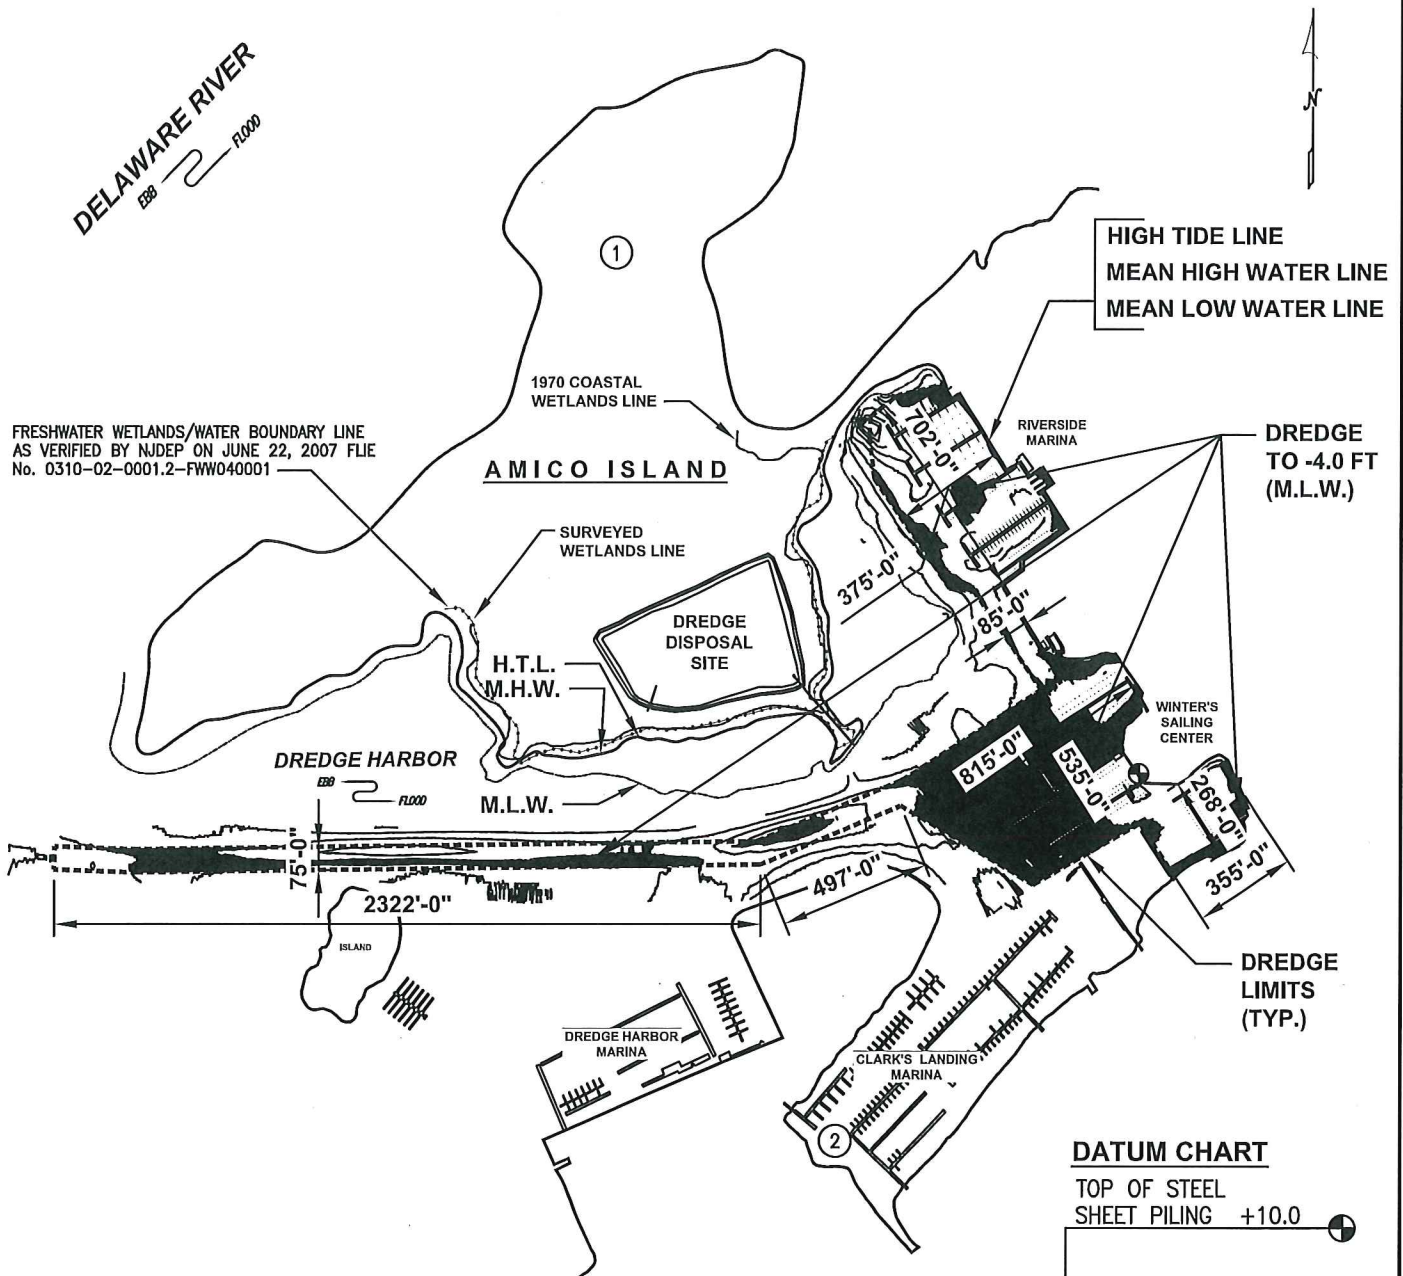 DELAWARE RIVER
EBB
FLOOD
N
1
HIGH TIDE LINE
MEAN HIGH WATER LINE
MEAN LOW WATER LINE
1970 COASTAL
WETLANDS LINE
RIVERSIDE
MARINA
702'-0"
DREDGE
TO -4.0 FT
(M.L.W.)
FRESHWATER WETLANDS/WATER BOUNDARY LINE
AS VERIFIED BY NJDEP ON JUNE 22, 2007 FLIE
No. 0310-02-0001.2-FWW040001
AMICO ISLAND
SURVEYED
WETLANDS LINE
375'-0"
85'-0"
DREDGE
DISPOSAL
SITE
H.T.L.
M.H.W.
WINTER'S
SAILING
CENTER
DREDGE HARBOR
EBB
FLOOD
M.L.W.
815'-0"
535'-0"
268'-0"
355'-0"
75'-0"
497'-0"
2322'-0"
ISLAND
DREDGE
LIMITS
(TYP.)
DREDGE HARBOR
MARINA
CLARK'S LANDING
MARINA
2
DATUM CHART
TOP OF STEEL
SHEET PILING +10.0